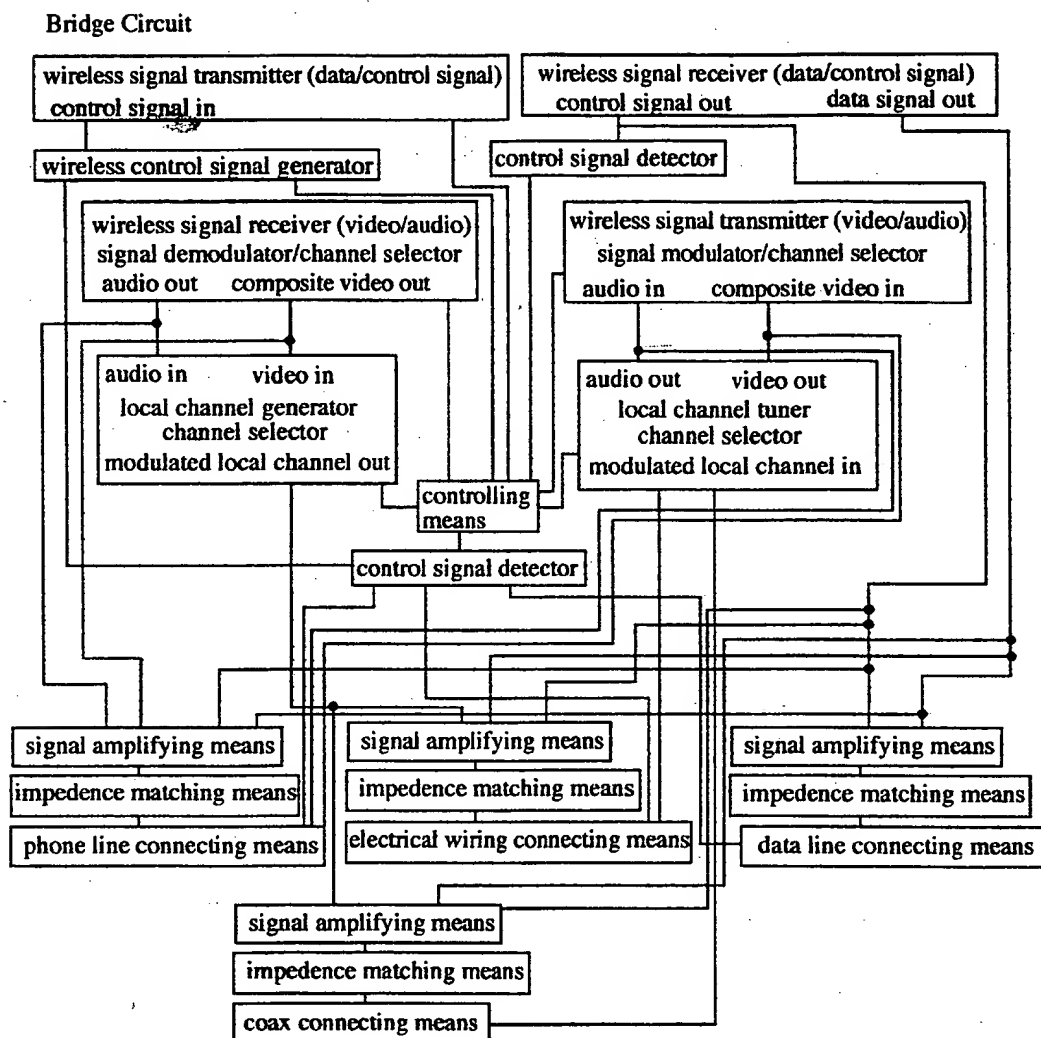 Bridge Circuit
wireless signal transmitter (data/control signal)
control signal in
wireless signal receiver (data/control signal)
control signal out data signal out
wireless control signal generator
control signal detector
wireless signal receiver (video/audio)
signal demodulator/channel selector
audio out composite video out
wireless signal transmitter (video/audio)
signal modulator/channel selector
audio in composite video in
audio in video in
local channel generator
channel selector
modulated local channel out
audio out video out
local channel tuner
channel selector
modulated local channel in
controlling
means
control signal detector
signal amplifying means
impedence matching means
phone line connecting means
signal amplifying means
impedence matching means
electrical wiring connecting means
signal amplifying means
impedence matching means
data line connecting means
signal amplifying means
impedence matching means
coax connecting means